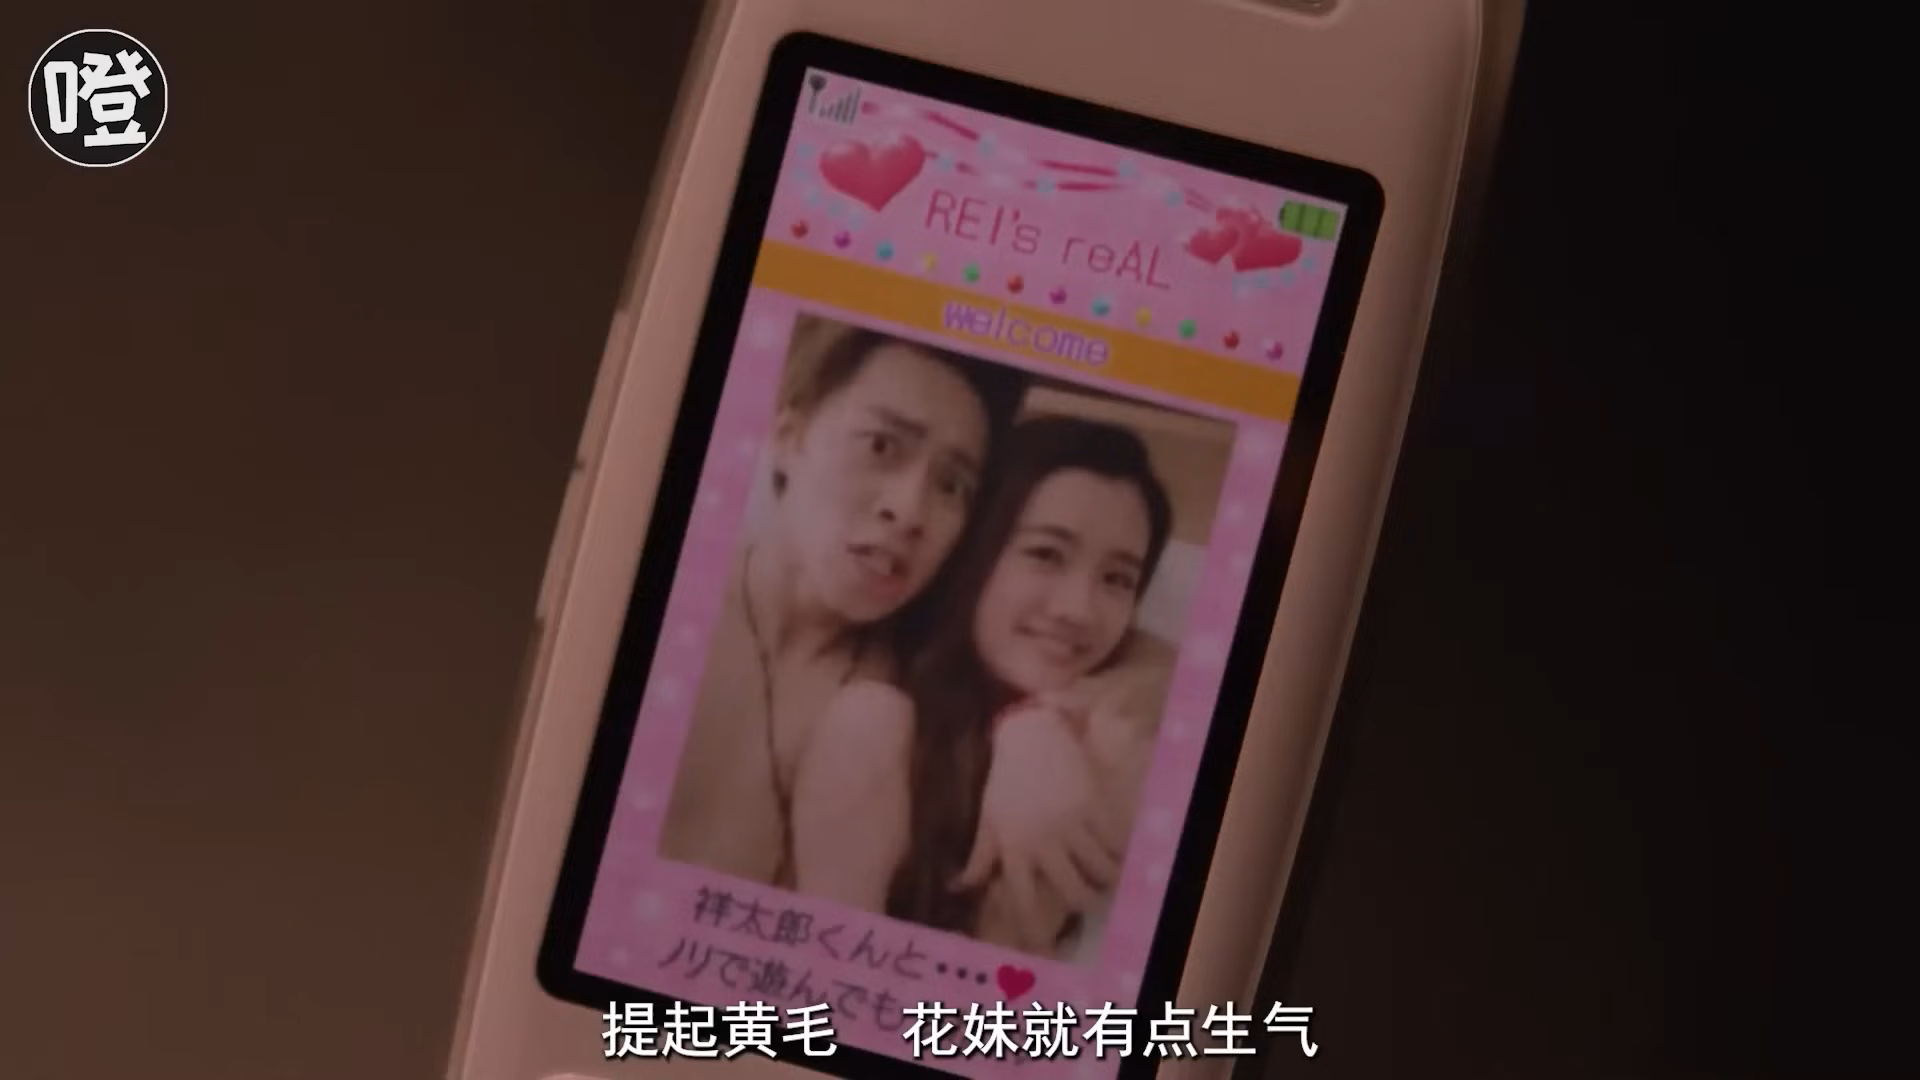 噔
REI's reAL
welcome
祥太郎くんと…♥
ノリで遊んでも
提起黄毛 花妹就有点生气